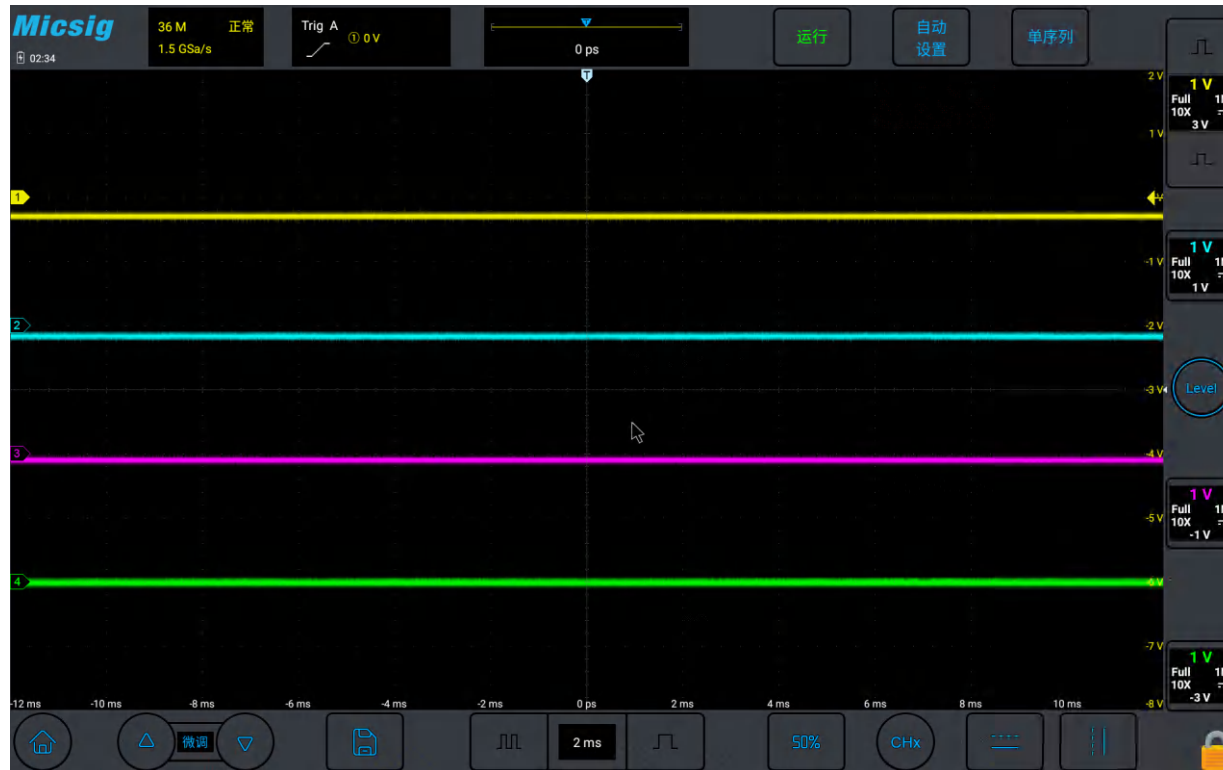 Micsig
02:34
36 M 正常
1.5 GSa/s
Trig A ① 0 V
T
0 ps
运行
自动
设置
单序列
T
2 V
1 V
-1 V
-2 V
-3 V
-4 V
-5 V
-6 V
-7 V
-8 V
1
2
3
4
1 V
Full
10X
3 V
1 V
Full
10X
1 V
Level
1 V
Full
10X
-1 V
1 V
Full
10X
-3 V
-12 ms -10 ms -8 ms -6 ms -4 ms -2 ms 0 ps 2 ms 4 ms 6 ms 8 ms 10 ms
微调
2 ms
50%
CHx